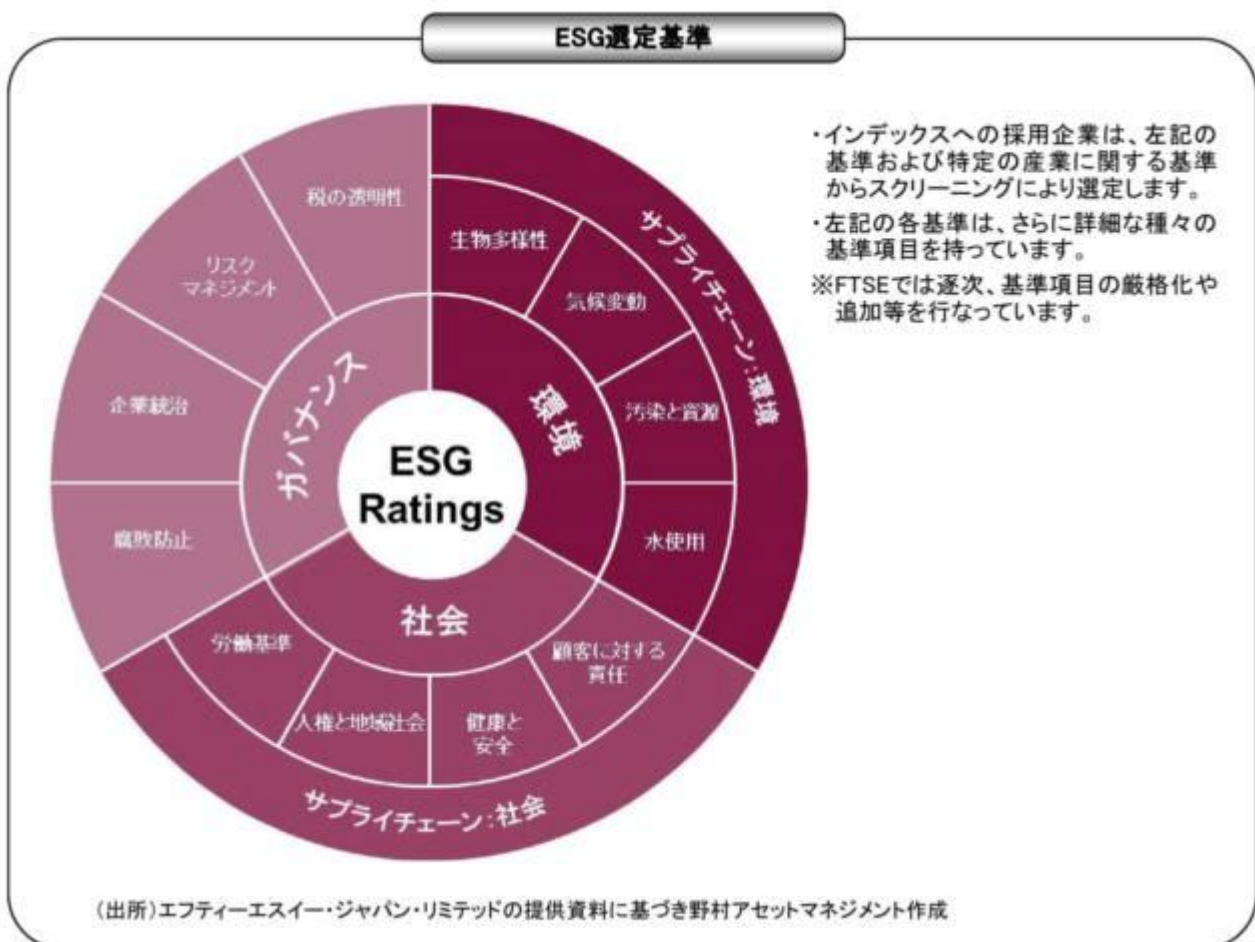 ESG選定基準
税の透明性
リスク
マネジメント
企業統治
腐敗防止
ガバナンス
生物多様性
気候変動
汚染と資源
水使用
環境
サプライチェーン:環境
ESG
Ratings
社会
労働基準
人権と地域社会
健康と
安全
顧客に対する
責任
サプライチェーン:社会
・インデックスへの採用企業は、左記の
基準および特定の産業に関する基準
からスクリーニングにより選定します。
・左記の各基準は、さらに詳細な種々の
基準項目を持っています。
※FTSEでは逐次、基準項目の厳格化や
追加等を行なっています。
(出所)エフティーエスイー・ジャパン・リミテッドの提供資料に基づき野村アセットマネジメント作成